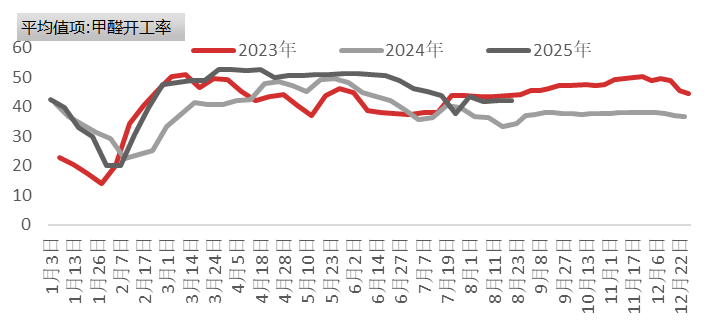 平均值项:甲醛开工率
2023年
2024年
2025年
60
50
40
30
20
10
0
1月3日
1月13日
1月26日
2月7日
2月17日
3月1日
3月14日
3月24日
4月5日
4月18日
4月28日
5月10日
5月23日
6月2日
6月14日
6月27日
7月7日
7月19日
8月1日
8月11日
8月23日
9月8日
9月27日
10月13日
11月1日
11月17日
12月6日
12月22日